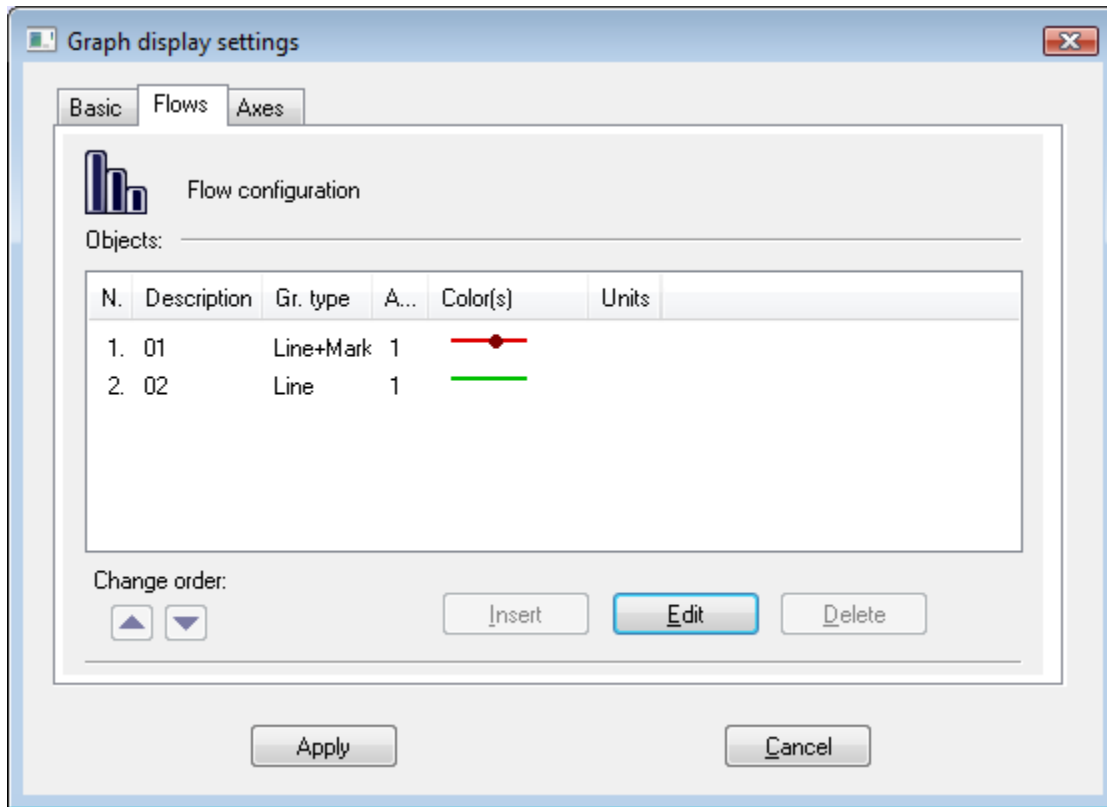 Graph display settings
Basic Flows Axes
Flow configuration
Objects:
N. Description Gr. type A... Color(s) Units
1. 01 Line+Mark 1
2. 02 Line 1
Change order:
Insert Edit Delete
Apply Cancel